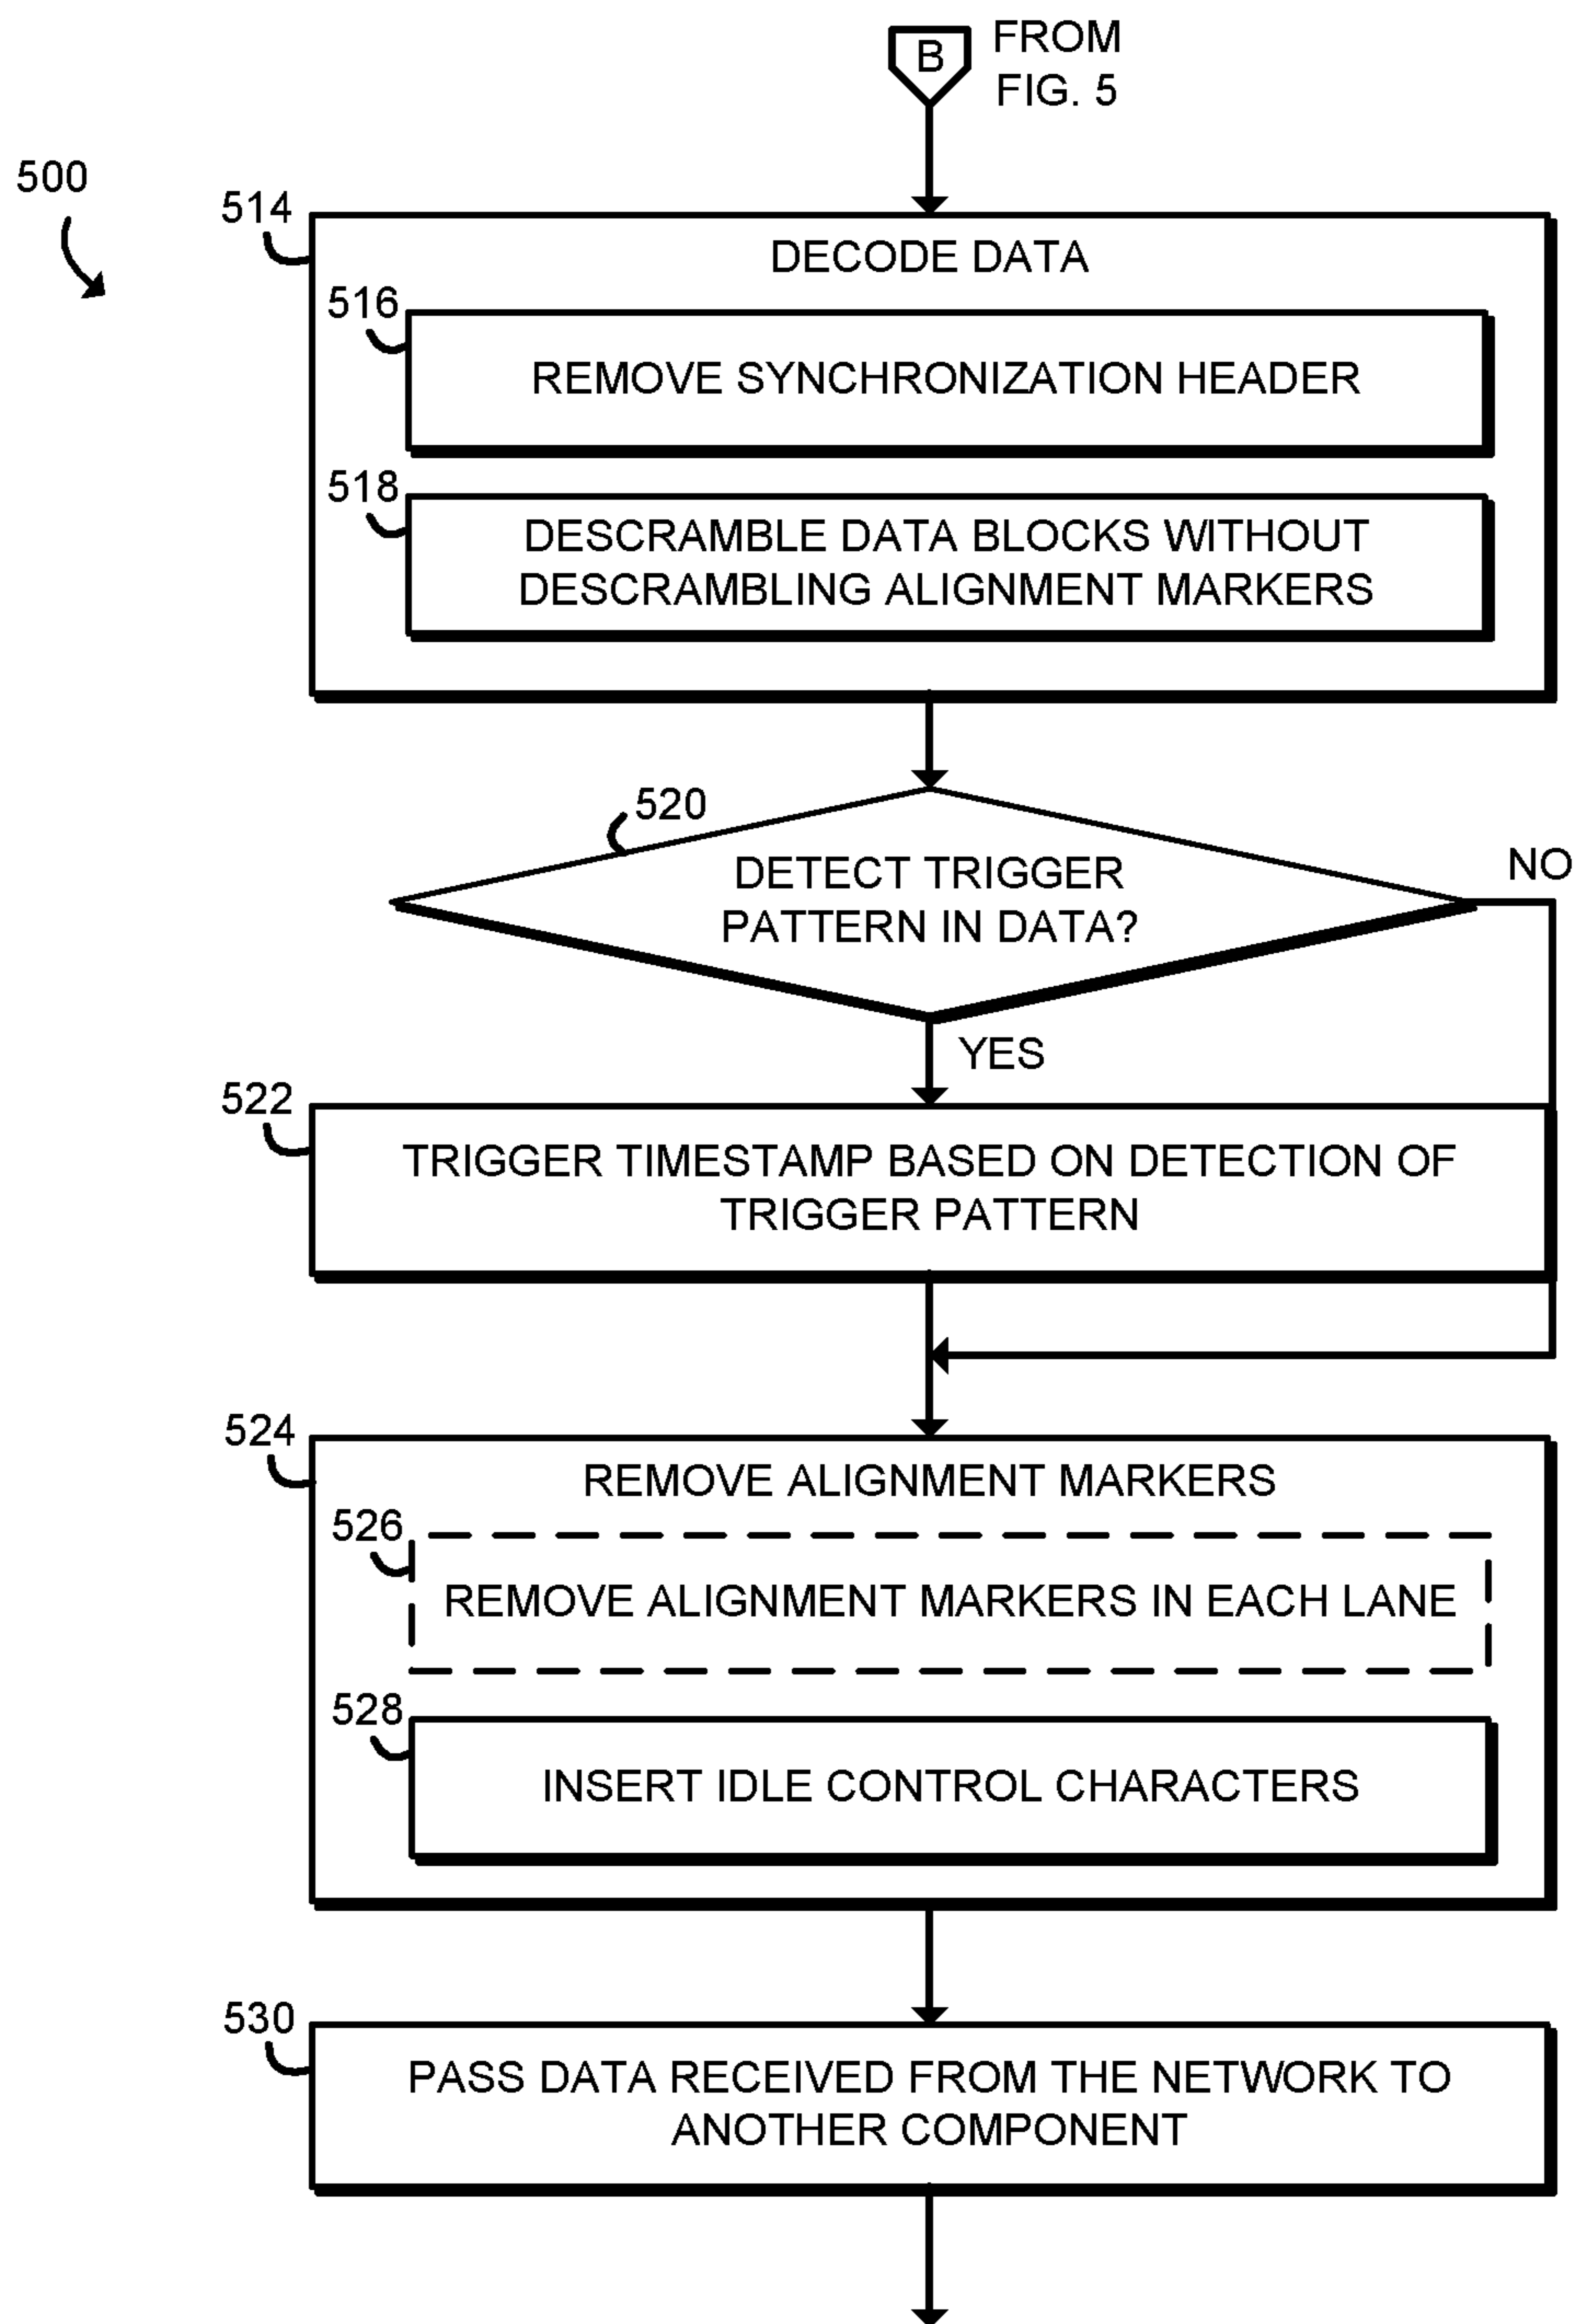 B
FROM
FIG. 5
500
514
DECODE DATA
516
REMOVE SYNCHRONIZATION HEADER
518
DESCRAMBLE DATA BLOCKS WITHOUT
DESCRAMBLING ALIGNMENT MARKERS
520
DETECT TRIGGER
PATTERN IN DATA?
NO
YES
522
TRIGGER TIMESTAMP BASED ON DETECTION OF
TRIGGER PATTERN
524
REMOVE ALIGNMENT MARKERS
526
REMOVE ALIGNMENT MARKERS IN EACH LANE
528
INSERT IDLE CONTROL CHARACTERS
530
PASS DATA RECEIVED FROM THE NETWORK TO
ANOTHER COMPONENT